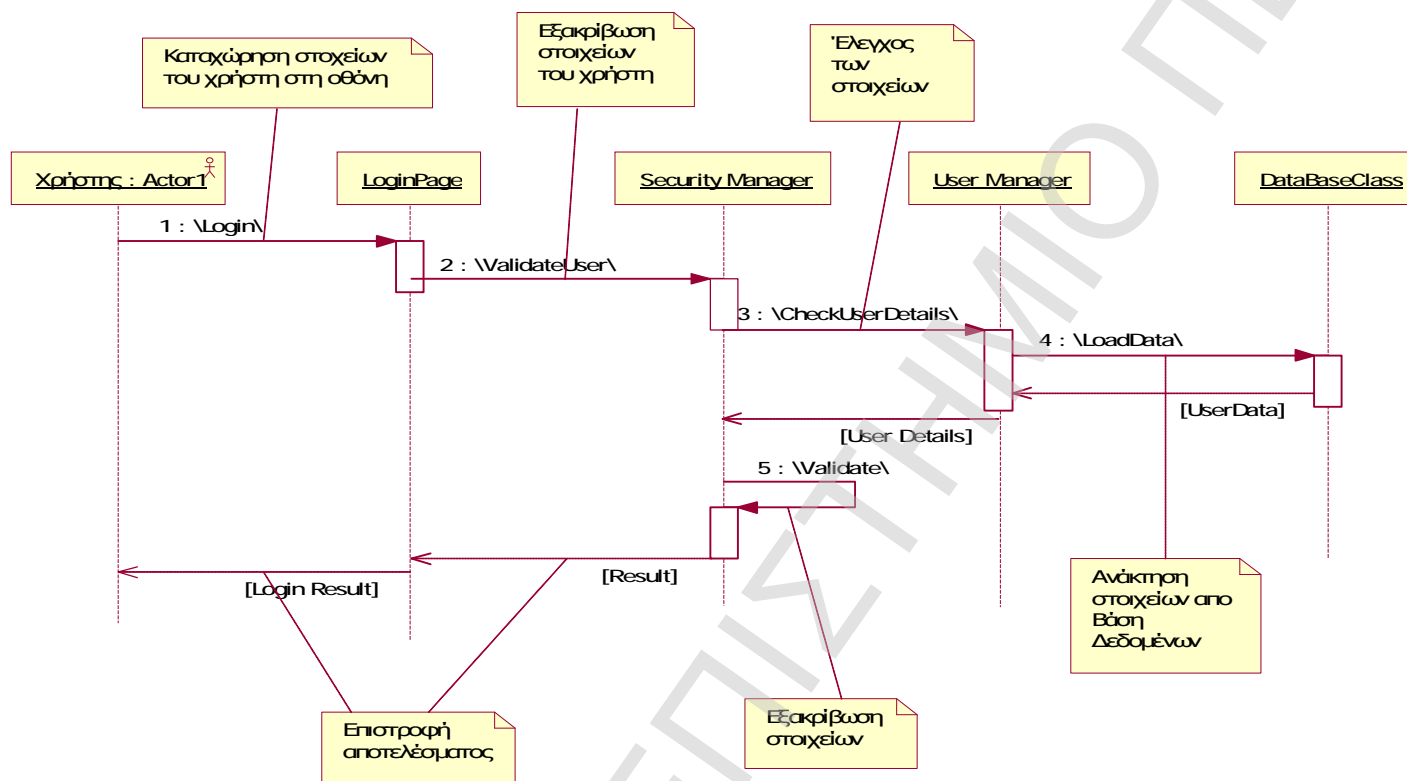 Καταχώρηση στοχείων
του χρήστη στη οθόνη
Εξακρίβωση
στοιχείων
του χρήστη
Έλεγχος
των
στοιχείων
Χρήστης : Actor1
LoginPage
Security Manager
User Manager
DataBaseClass
1 : \Login\
2 : \ValidateUser\
3 : \CheckUserDetails\
4 : \LoadData\
[UserData]
[User Details]
5 : \Validate\
[Result]
[Login Result]
Ανάκτηση
στοιχείων απο
Βάση
Δεδομένων
Εξακρίβωση
στοιχείων
Επιστροφή
αποτελέσματος